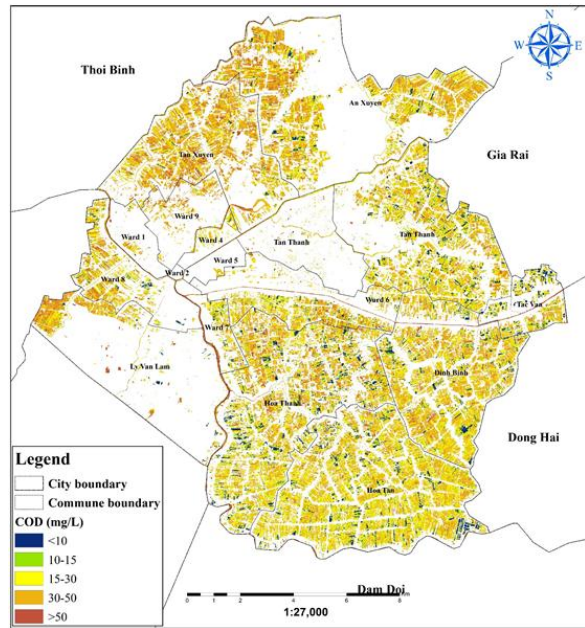 N
W
E
S
Thoi Binh
An Xuyen
Gia Rai
Tan Xuyen
Ward 9
Ward 1
Ward 4
Tan Thanh
Tan Thanh
Ward 5
Ward 2
Ward 8
Ward 6
Tac Van
Ward 7
Ly Van Lam
Dinh Binh
Hoa Thanh
Dong Hai
Hoa Tan
Legend
City boundary
Commune boundary
COD (mg/L)
<10
10-15
15-30
30-50
>50
Dam Doi
0 2 4 6 8
1:27,000